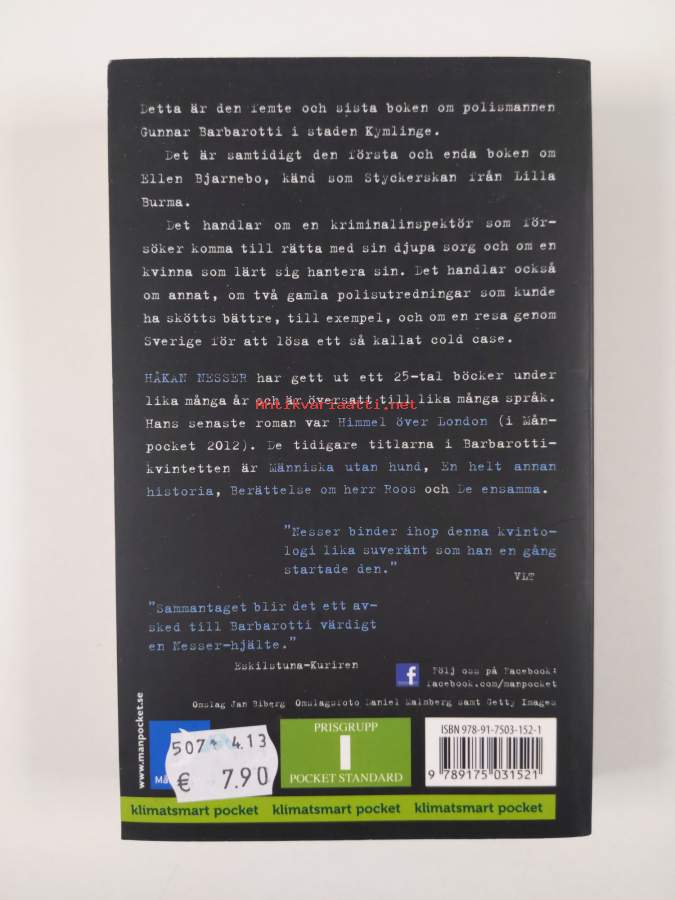 Detta är den femte och sista boken om polismannen
Gunnar Barbarotti i staden Kymlinge.
Det är samtidigt den första och enda boken om
Ellen Bjarnebo, känd som Styckerskan från Lilla
Burma.
Det handlar om en kriminalinspektör som för-
söker komma till rätta med sin djupa sorg och om en
kvinna som lärt sig hantera sin. Det handlar också
om annat, om två gamla polisutredningar som kunde
ha skötts bättre, till exempel, och om en resa genom
Sverige för att lösa ett så kallat cold case.
HÅKAN NESSER har gett ut ett 25-tal böcker under
lika många år och är översatt till lika många språk.
Antikvariaatti.net
Hans senaste roman var Himmel över London (i Mån-
pocket 2012). De tidigare titlarna i Barbarotti-
kvintetten är Människa utan hund, En helt annan
historia, Berättelse om herr Roos och De ensamma.
"Nesser binder ihop denna kvinto-
logi lika suveränt som han en gång
startade den."
VLT
"Sammantaget blir det ett av-
sked till Barbarotti värdigt
en Nesser-hjälte."
Eskilstuna-Kuriren
f
Följ oss på Facebook:
facebook.com/manpocket
Omslag Jan Biberg Omslagsfoto Daniel Malmberg samt Getty Images
www.manpocket.se
Må
507 4.13
€ 7.90
PRISGRUPP
1
POCKET STANDARD
ISBN 978-91-7503-152-1
9 789175 031521
klimatsmart pocket klimatsmart pocket klimatsmart pocket